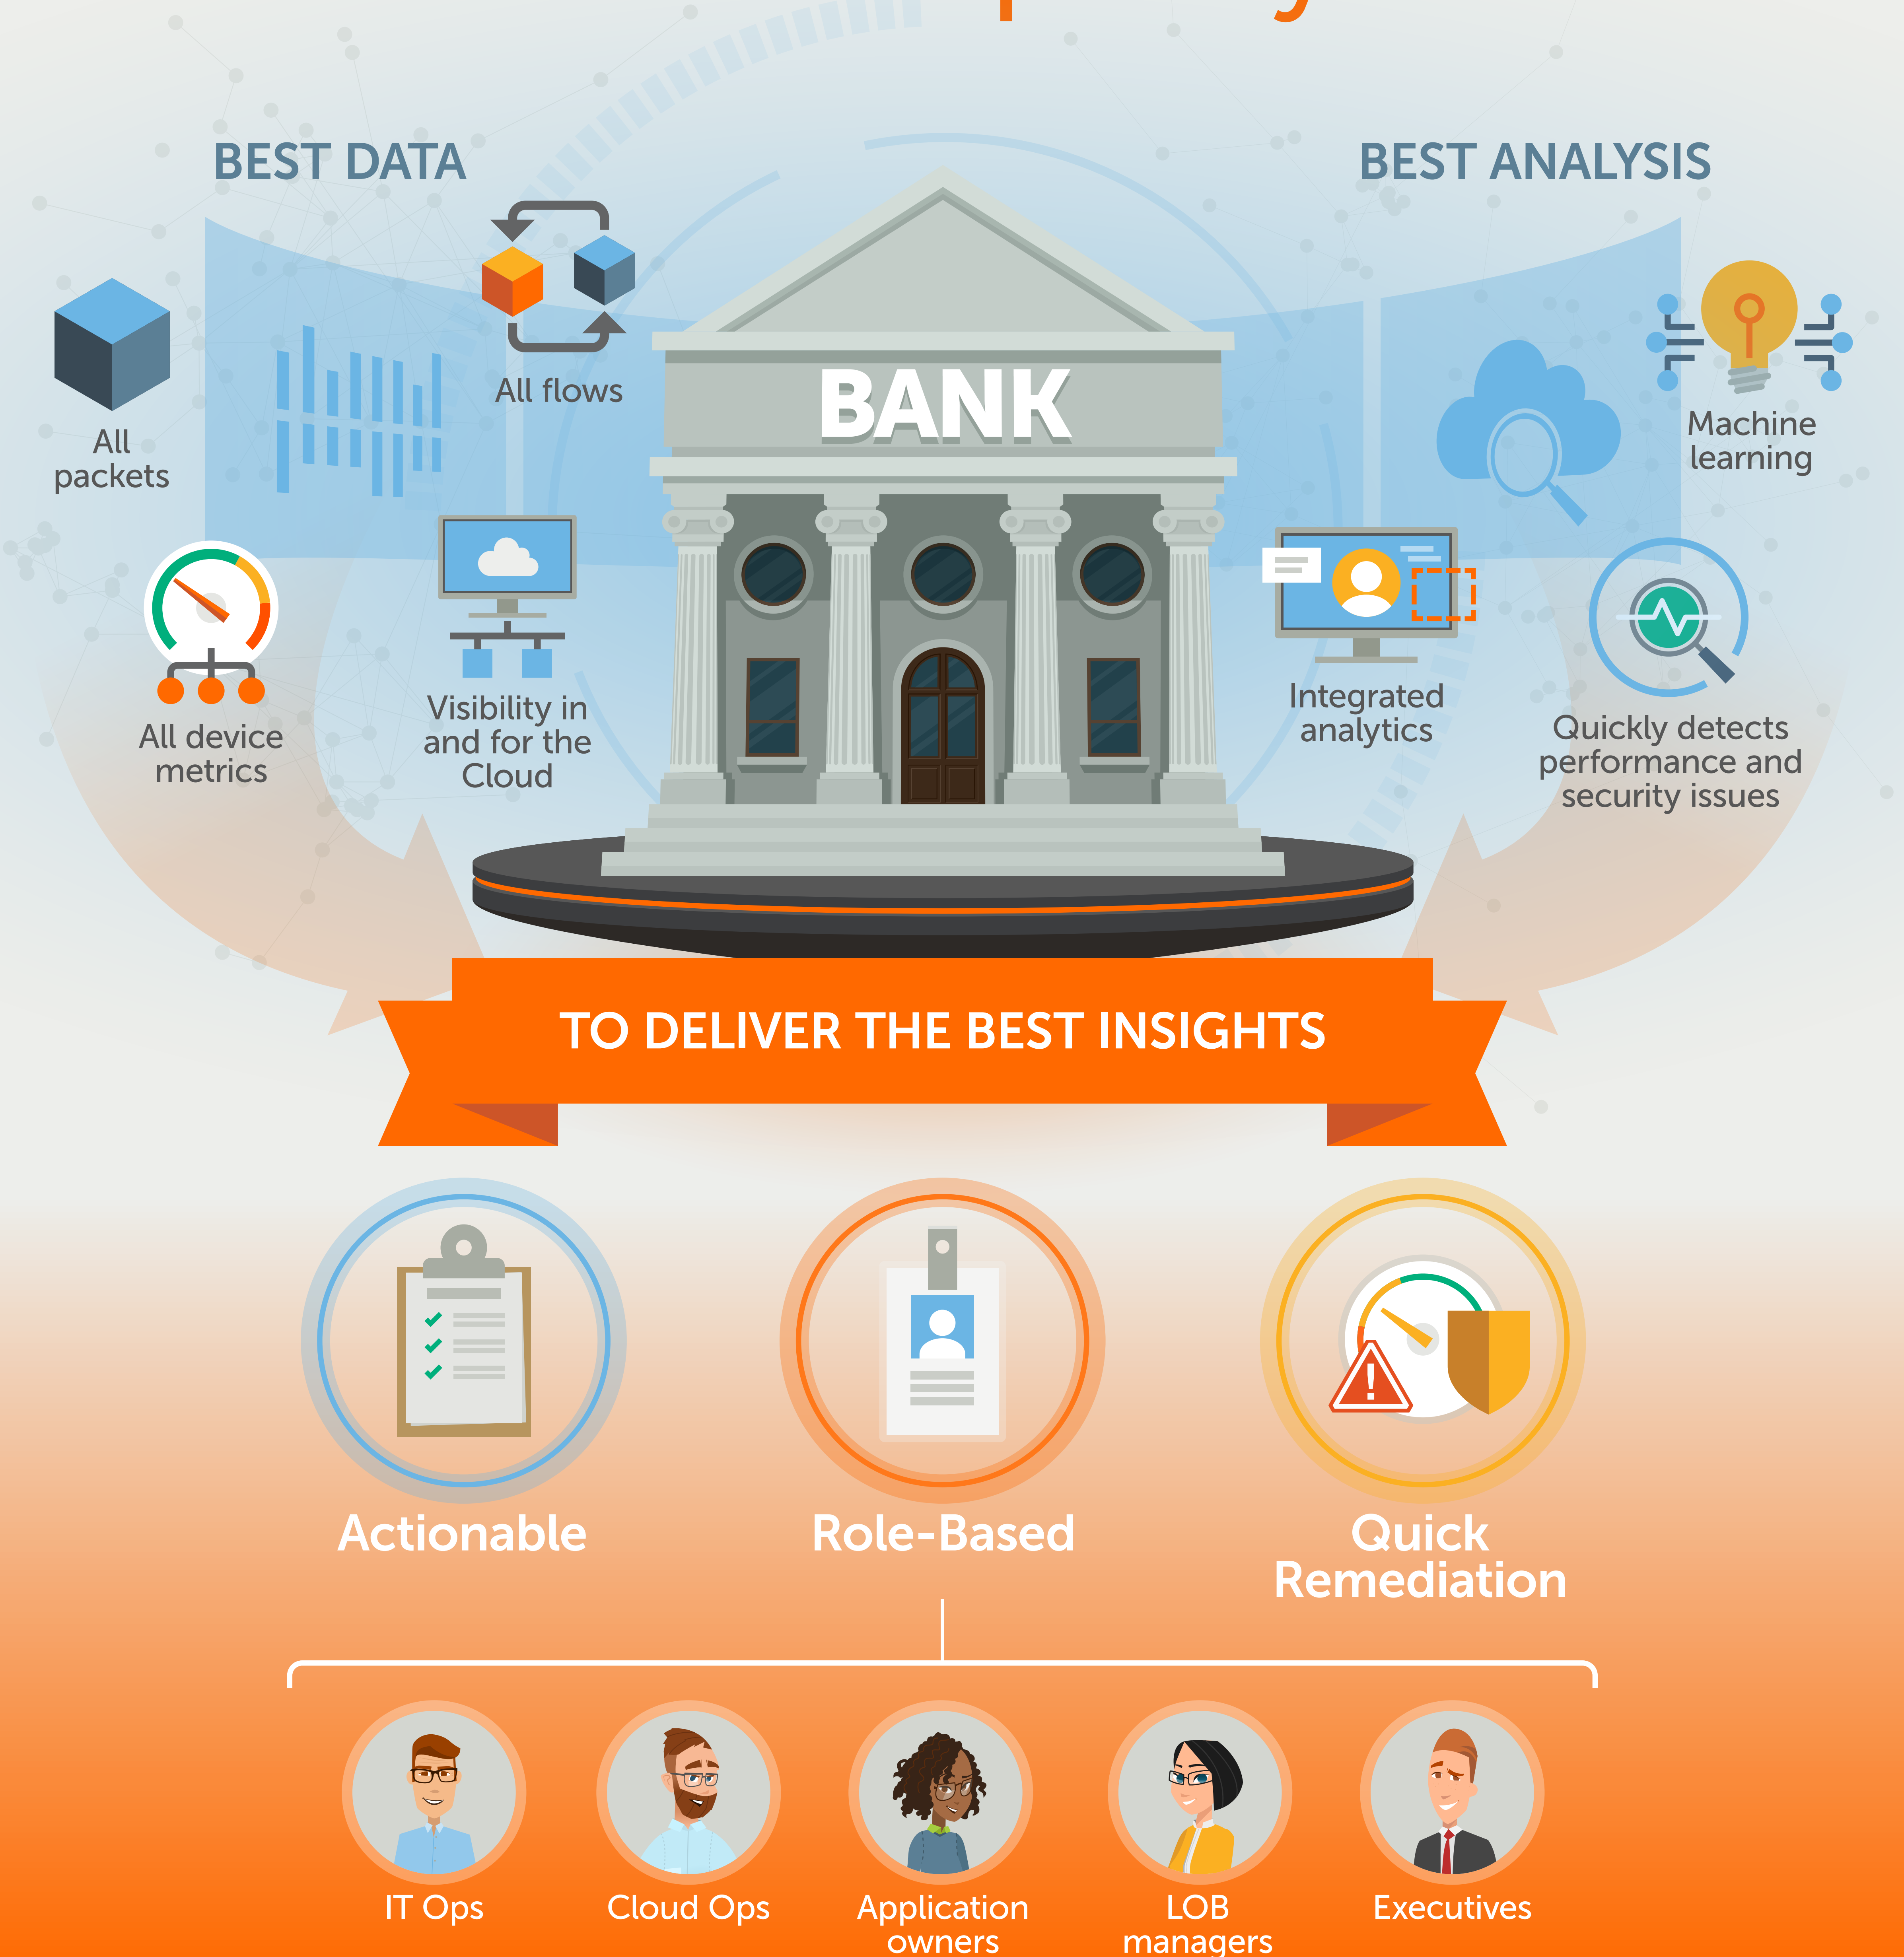 BEST DATA
BEST ANALYSIS
All flows
All
packets
BANK
Machine
learning
All device
metrics
Visibility in
and for the
Cloud
Integrated
analytics
Quickly detects
performance and
security issues
TO DELIVER THE BEST INSIGHTS
Actionable
Role-Based
Quick
Remediation
IT Ops
Cloud Ops
Application
owners
LOB
managers
Executives